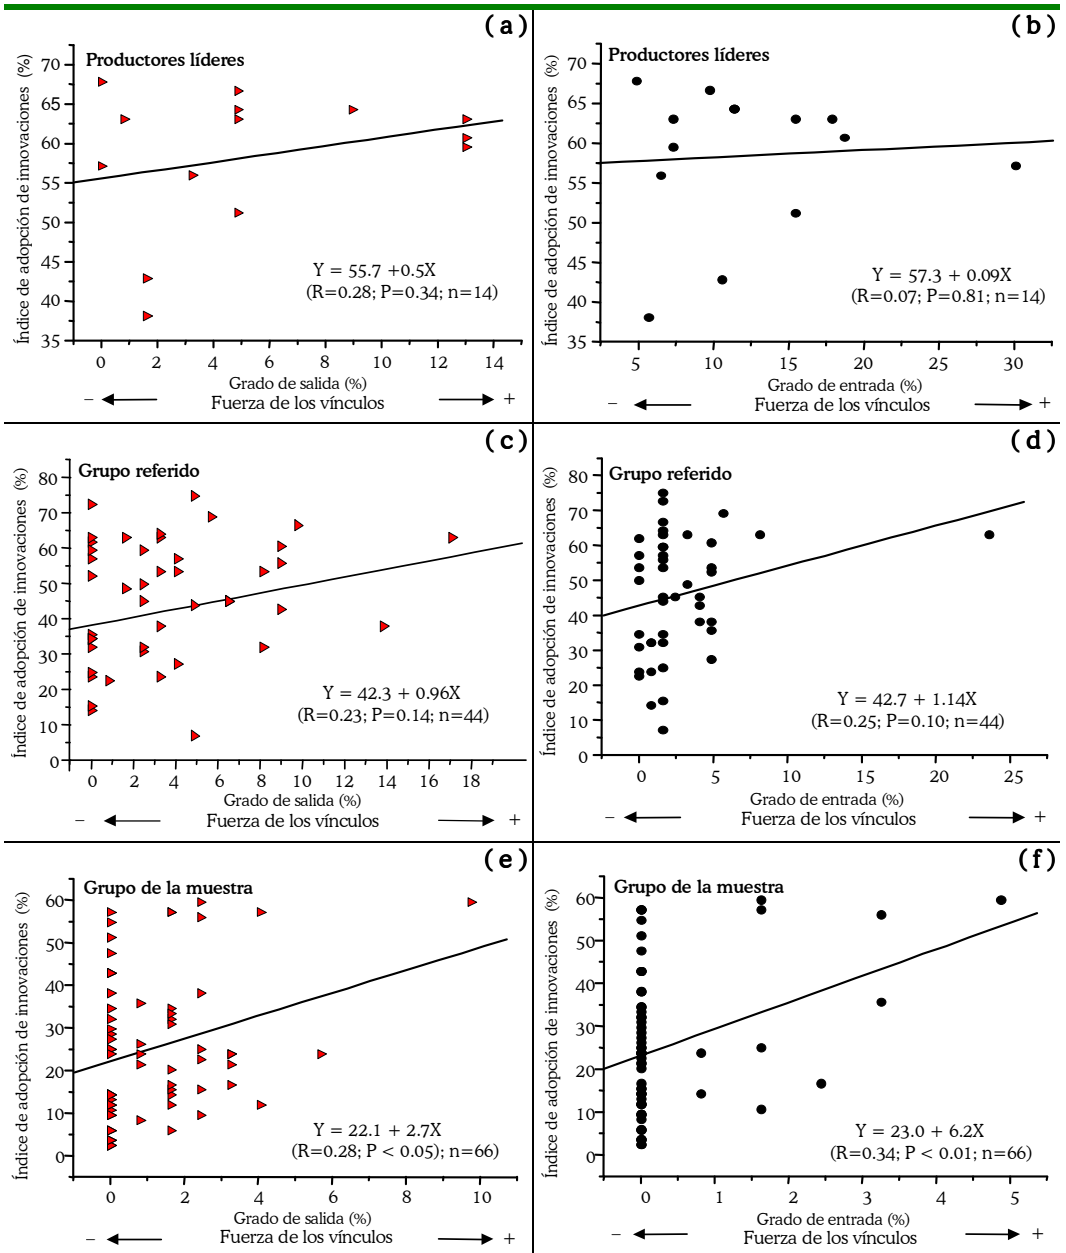 (a)
Productores líderes
Índice de adopción de innovaciones (%)
70
65
60
55
50
45
40
35
Y = 55.7 +0.5X
(R=0.28; P=0.34; n=14)
0 2 4 6 8 10 12 14
Grado de salida (%)
− Fuerza de los vínculos +
(b)
Productores líderes
Índice de adopción de innovaciones (%)
70
65
60
55
50
45
40
35
Y = 57.3 + 0.09X
(R=0.07; P=0.81; n=14)
5 10 15 20 25 30
Grado de entrada (%)
− Fuerza de los vínculos +
(c)
Grupo referido
Índice de adopción de innovaciones (%)
80
70
60
50
40
30
20
10
0
Y = 42.3 + 0.96X
(R=0.23; P=0.14; n=44)
0 2 4 6 8 10 12 14 16 18
Grado de salida (%)
− Fuerza de los vínculos +
(d)
Grupo referido
Índice de adopción de innovaciones (%)
80
70
60
50
40
30
20
10
0
Y = 42.7 + 1.14X
(R=0.25; P=0.10; n=44)
0 5 10 15 20 25
Grado de entrada (%)
− Fuerza de los vínculos +
(e)
Grupo de la muestra
Índice de adopción de innovaciones (%)
60
50
40
30
20
10
0
Y = 22.1 + 2.7X
(R=0.28; P < 0.05); n=66)
0 2 4 6 8 10
Grado de salida (%)
− Fuerza de los vínculos +
(f)
Grupo de la muestra
Índice de adopción de innovaciones (%)
60
50
40
30
20
10
0
Y = 23.0 + 6.2X
(R=0.34; P < 0.01; n=66)
0 1 2 3 4 5
Grado de entrada (%)
− Fuerza de los vínculos +